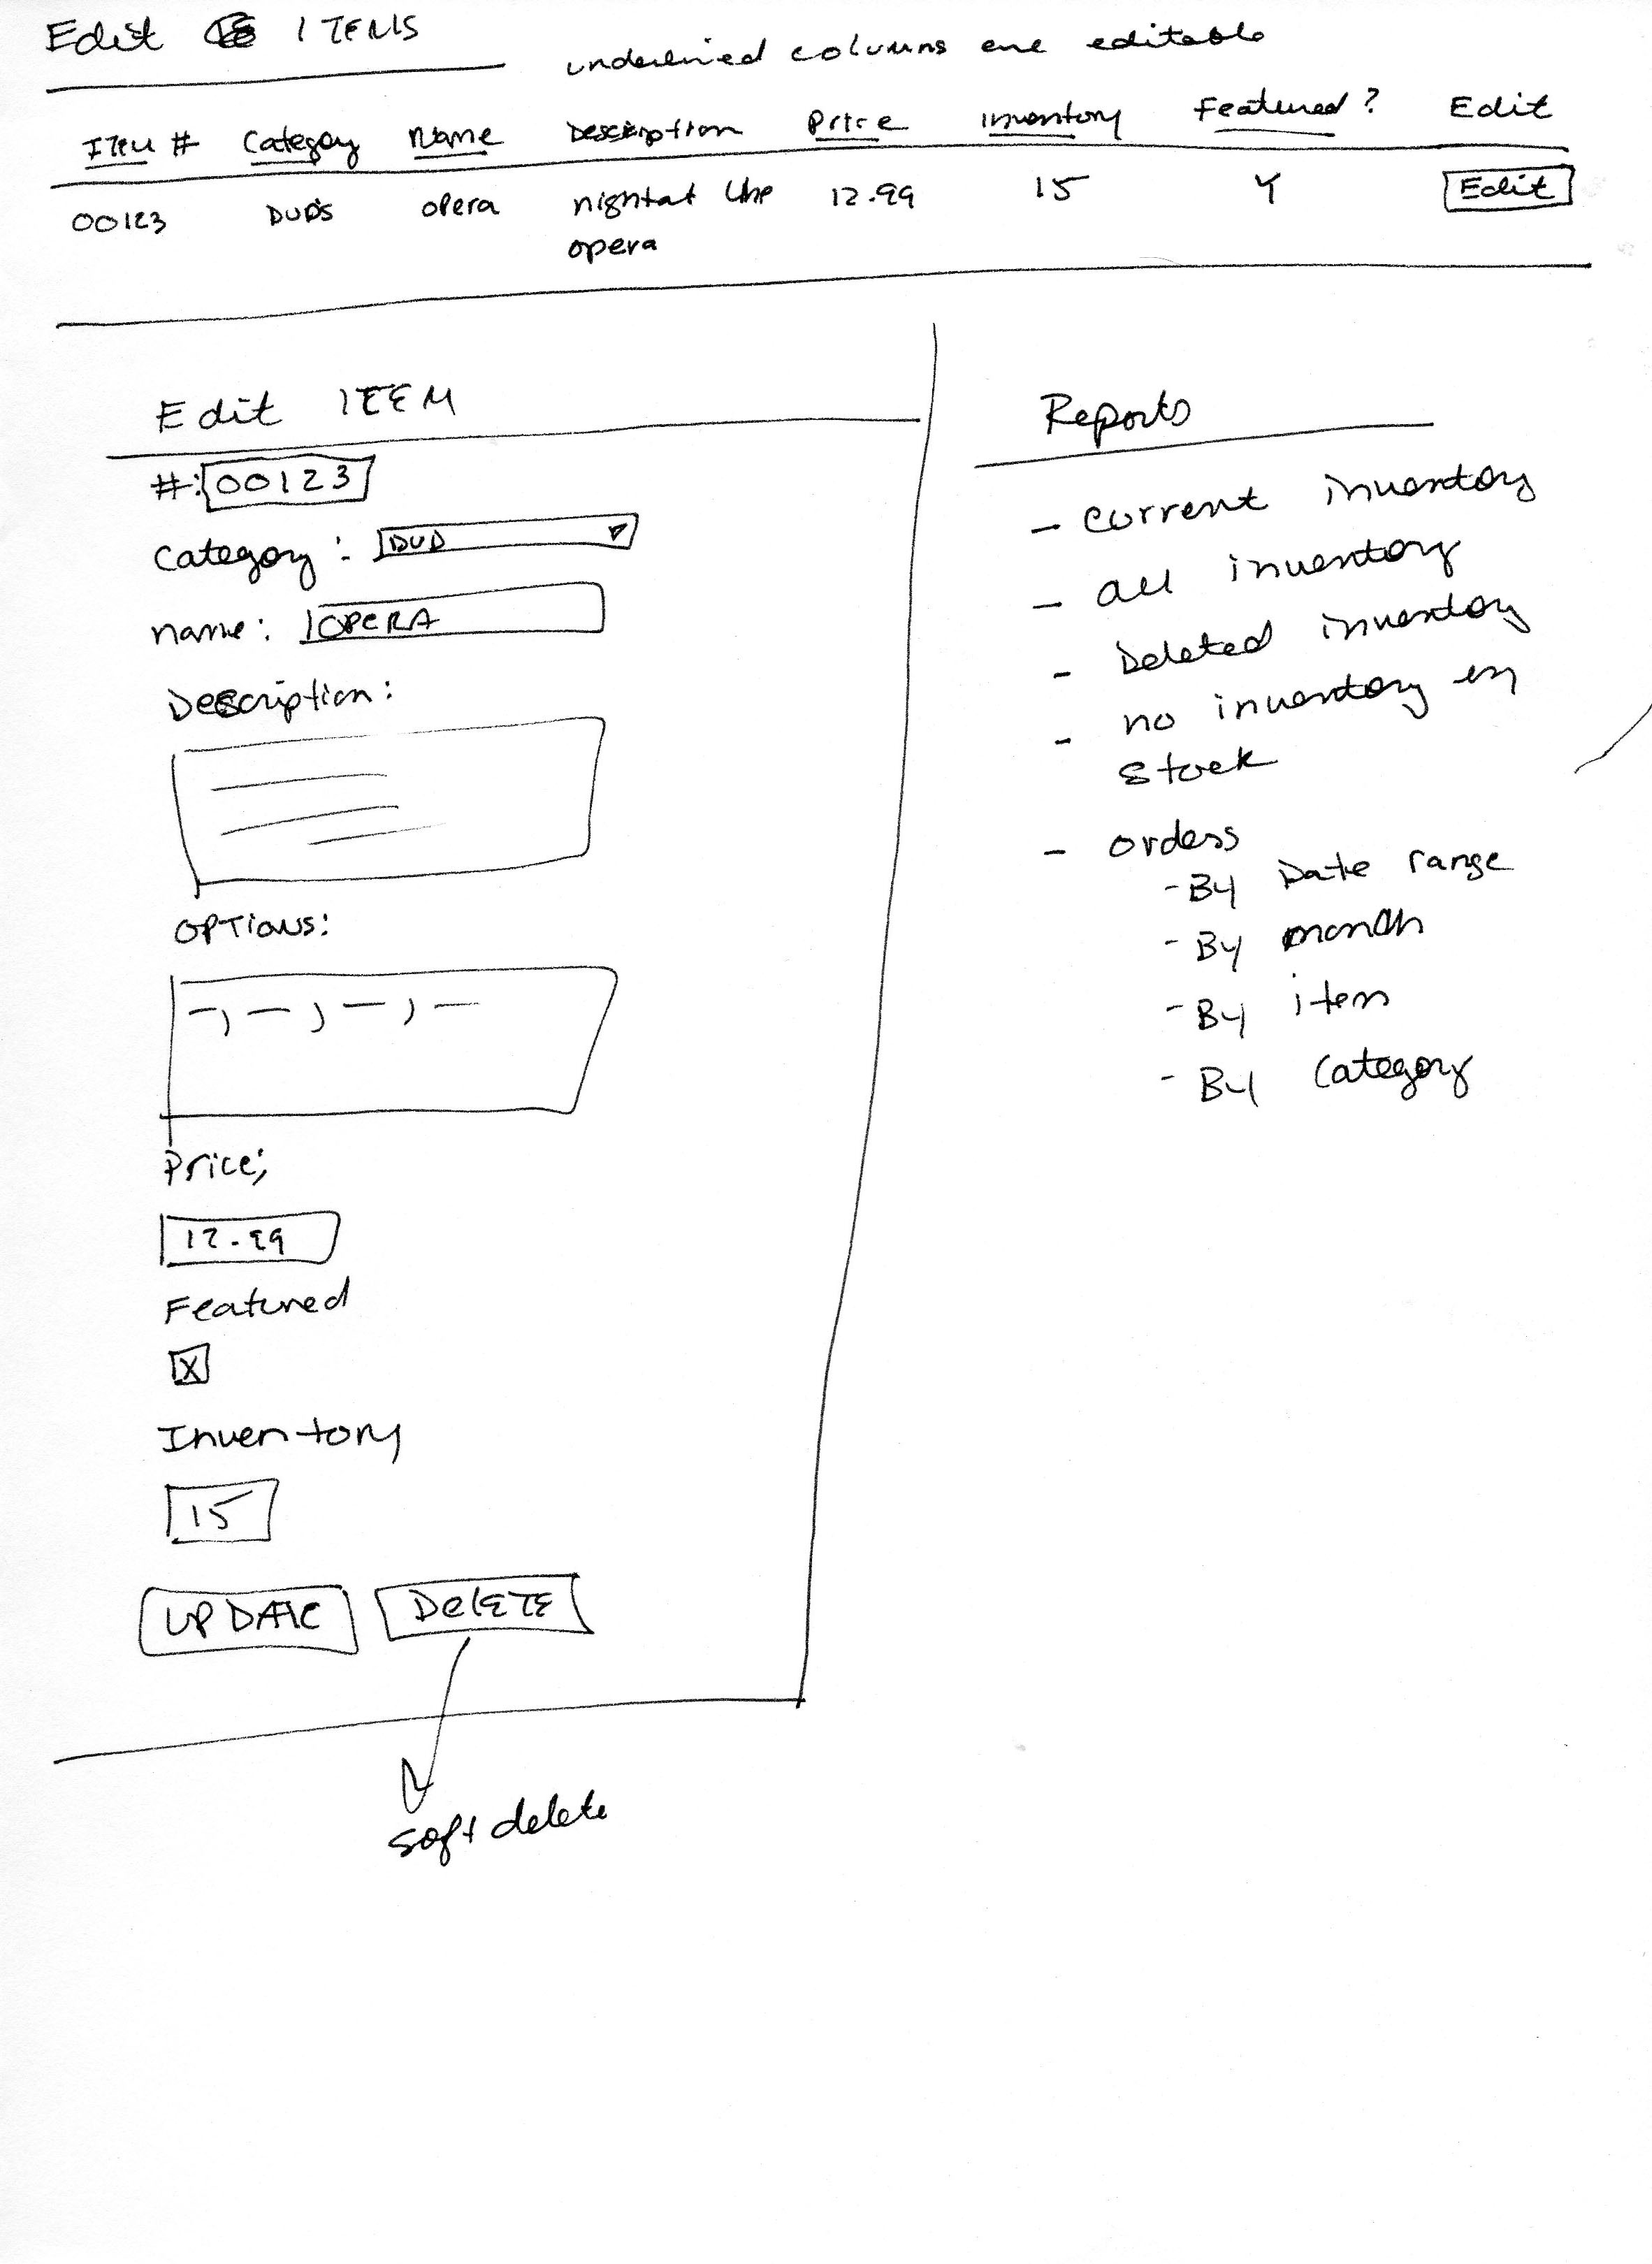 Edit ITEMS
underlined columns are editable
ITEM # Category Name Description Price inventory Featured? Edit
00123 DVD's opera night at the 12.99 15 Y Edit
opera
Edit ITEM
#: 00123
Category: DVD
name: OPERA
Description:
OPTIONS:
Price;
12.99
Featured
X
Inventory
15
UPDATE DELETE
soft delete
Reports
- current inventory
- all inventory
- Deleted inventory
- no inventory in
stock
- orders
- By Date range
- By month
- By item
- By Category